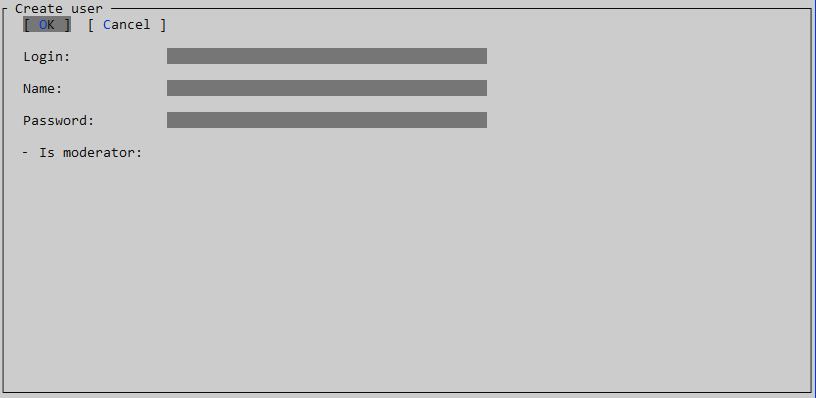 Create user
[ OK ] [ Cancel ]
Login:
Name:
Password:
- Is moderator: